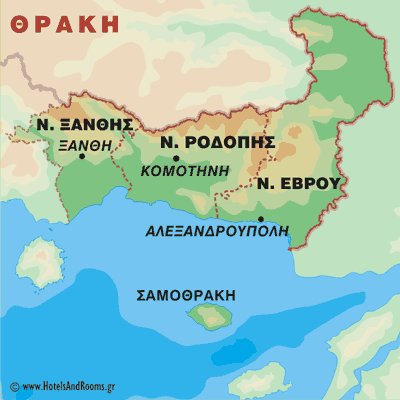 ΘΡΑΚΗ
Ν. ΞΑΝΘΗΣ
ΞΑΝΘΗ
Ν. ΡΟΔΟΠΗΣ
ΚΟΜΟΤΗΝΗ
Ν. ΕΒΡΟΥ
ΑΛΕΞΑΝΔΡΟΥΠΟΛΗ
ΣΑΜΟΘΡΑΚΗ
© www.HotelsAndRooms.gr